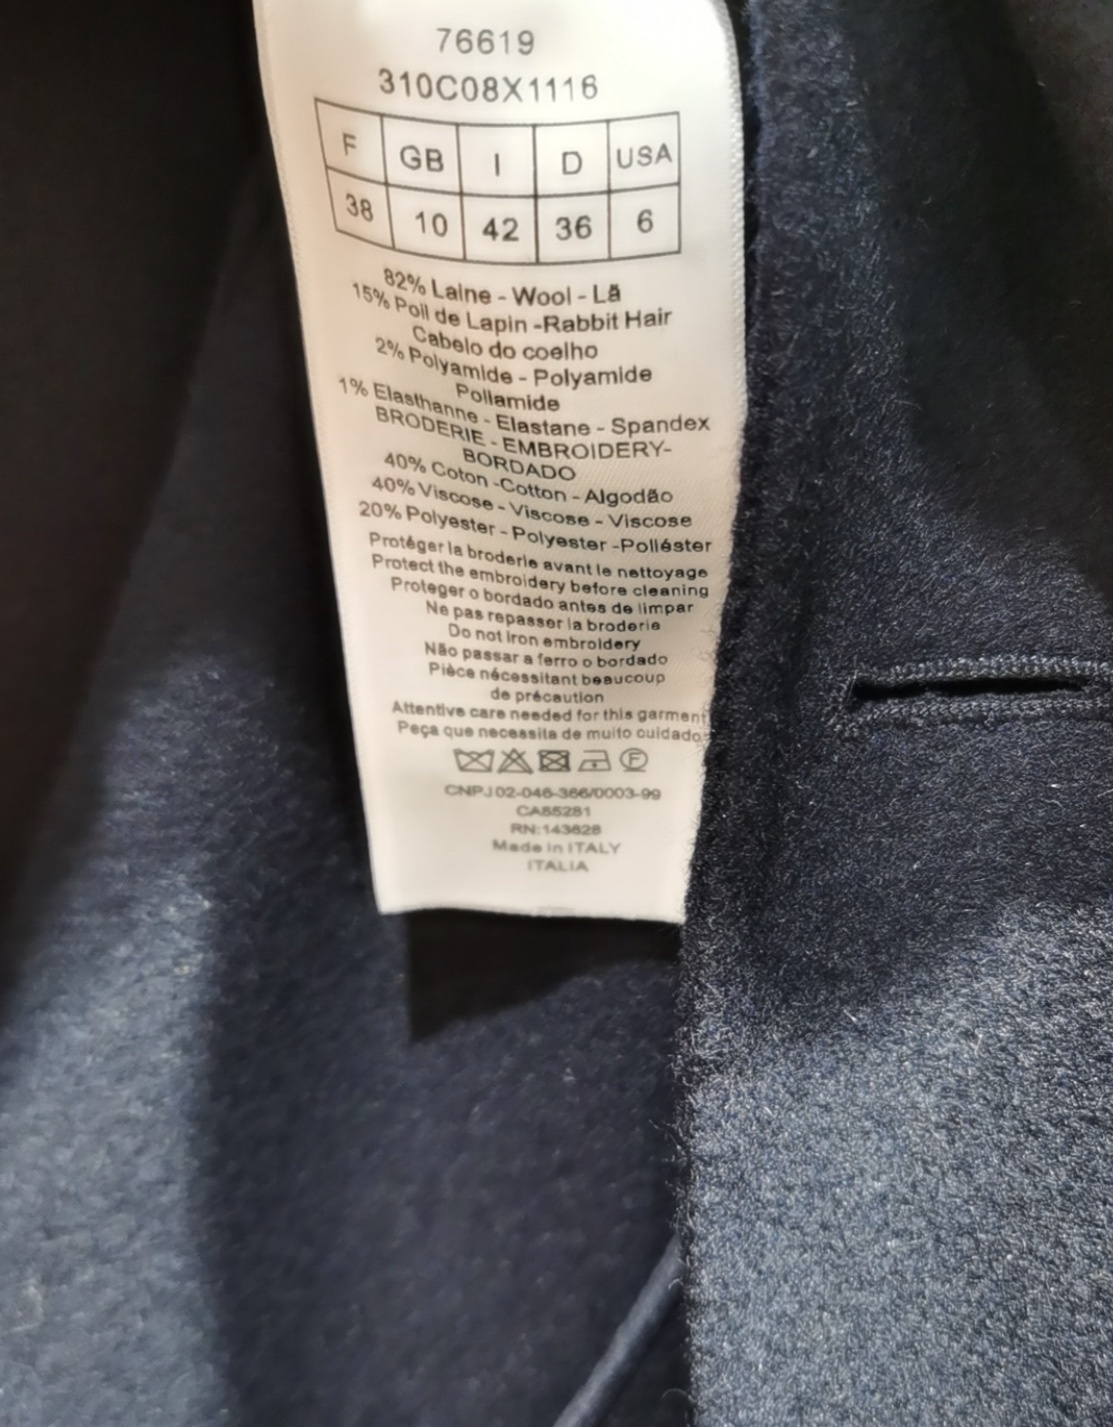 76619
310C08X1116
F GB I D USA
38 10 42 36 6
82% Laine - Wool - Lã
15% Poil de Lapin -Rabbit Hair
Cabelo do coelho
2% Polyamide - Polyamide
Poliamide
1% Elasthanne - Elastane - Spandex
BRODERIE - EMBROIDERY-
BORDADO
40% Coton -Cotton - Algodão
40% Viscose - Viscose - Viscose
20% Polyester - Polyester -Poliéster
Protéger la broderie avant le nettoyage
Protect the embroidery before cleaning
Proteger o bordado antes de limpar
Ne pas repasser la broderie
Do not iron embroidery
Não passar a ferro o bordado
Pièce nécessitant beaucoup
de précaution
Attentive care needed for this garment
Peça que necessita de muito cuidado
F
CNPJ 02-046-366/0003-99
CA55281
RN:143628
Made in ITALY
ITALIA